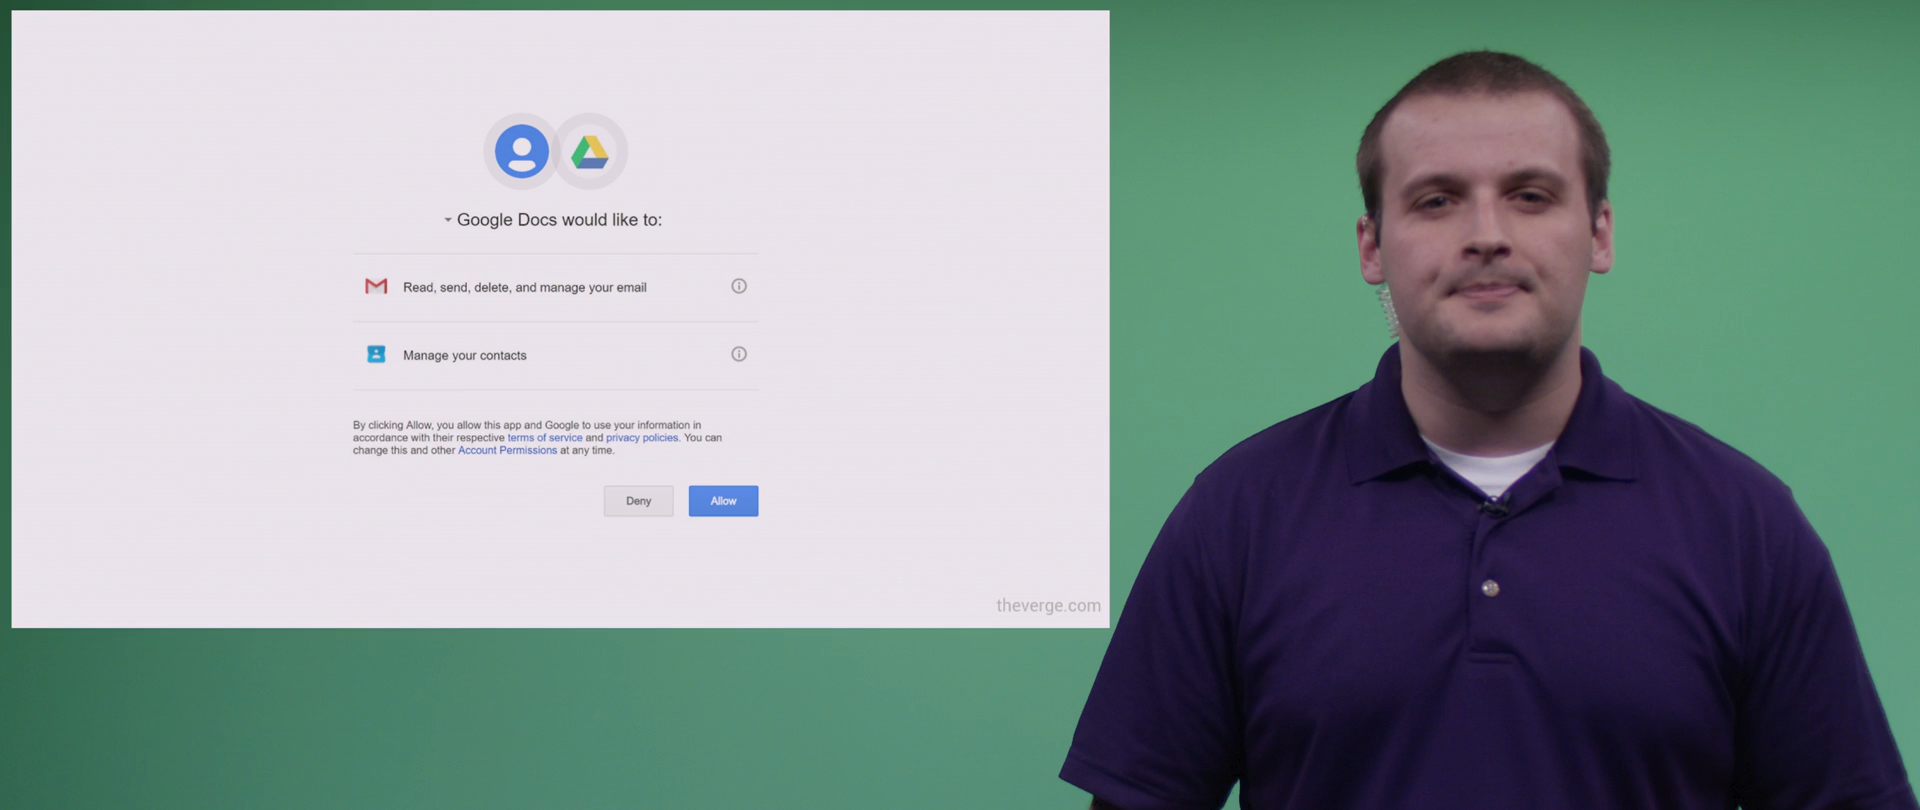 Google Docs would like to:
Read, send, delete, and manage your email
Manage your contacts
By clicking Allow, you allow this app and Google to use your information in
accordance with their respective terms of service and privacy policies. You can
change this and other Account Permissions at any time.
Deny
Allow
theverge.com